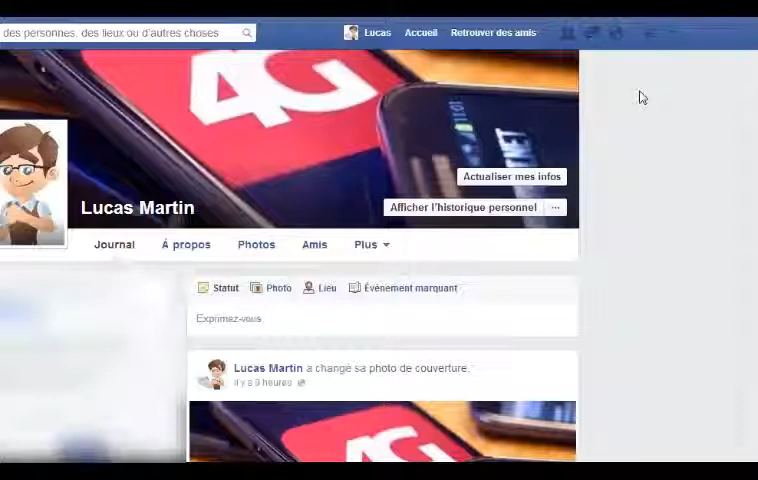 des personnes, des lieux ou d'autres choses
Lucas Accueil Retrouver des amis
4G
Actualiser mes infos
Lucas Martin
Afficher l'historique personnel ...
Journal À propos Photos Amis Plus
Statut Photo Lieu Événement marquant
Exprimez-vous
Lucas Martin a changé sa photo de couverture.
Il y a 9 heures
4G